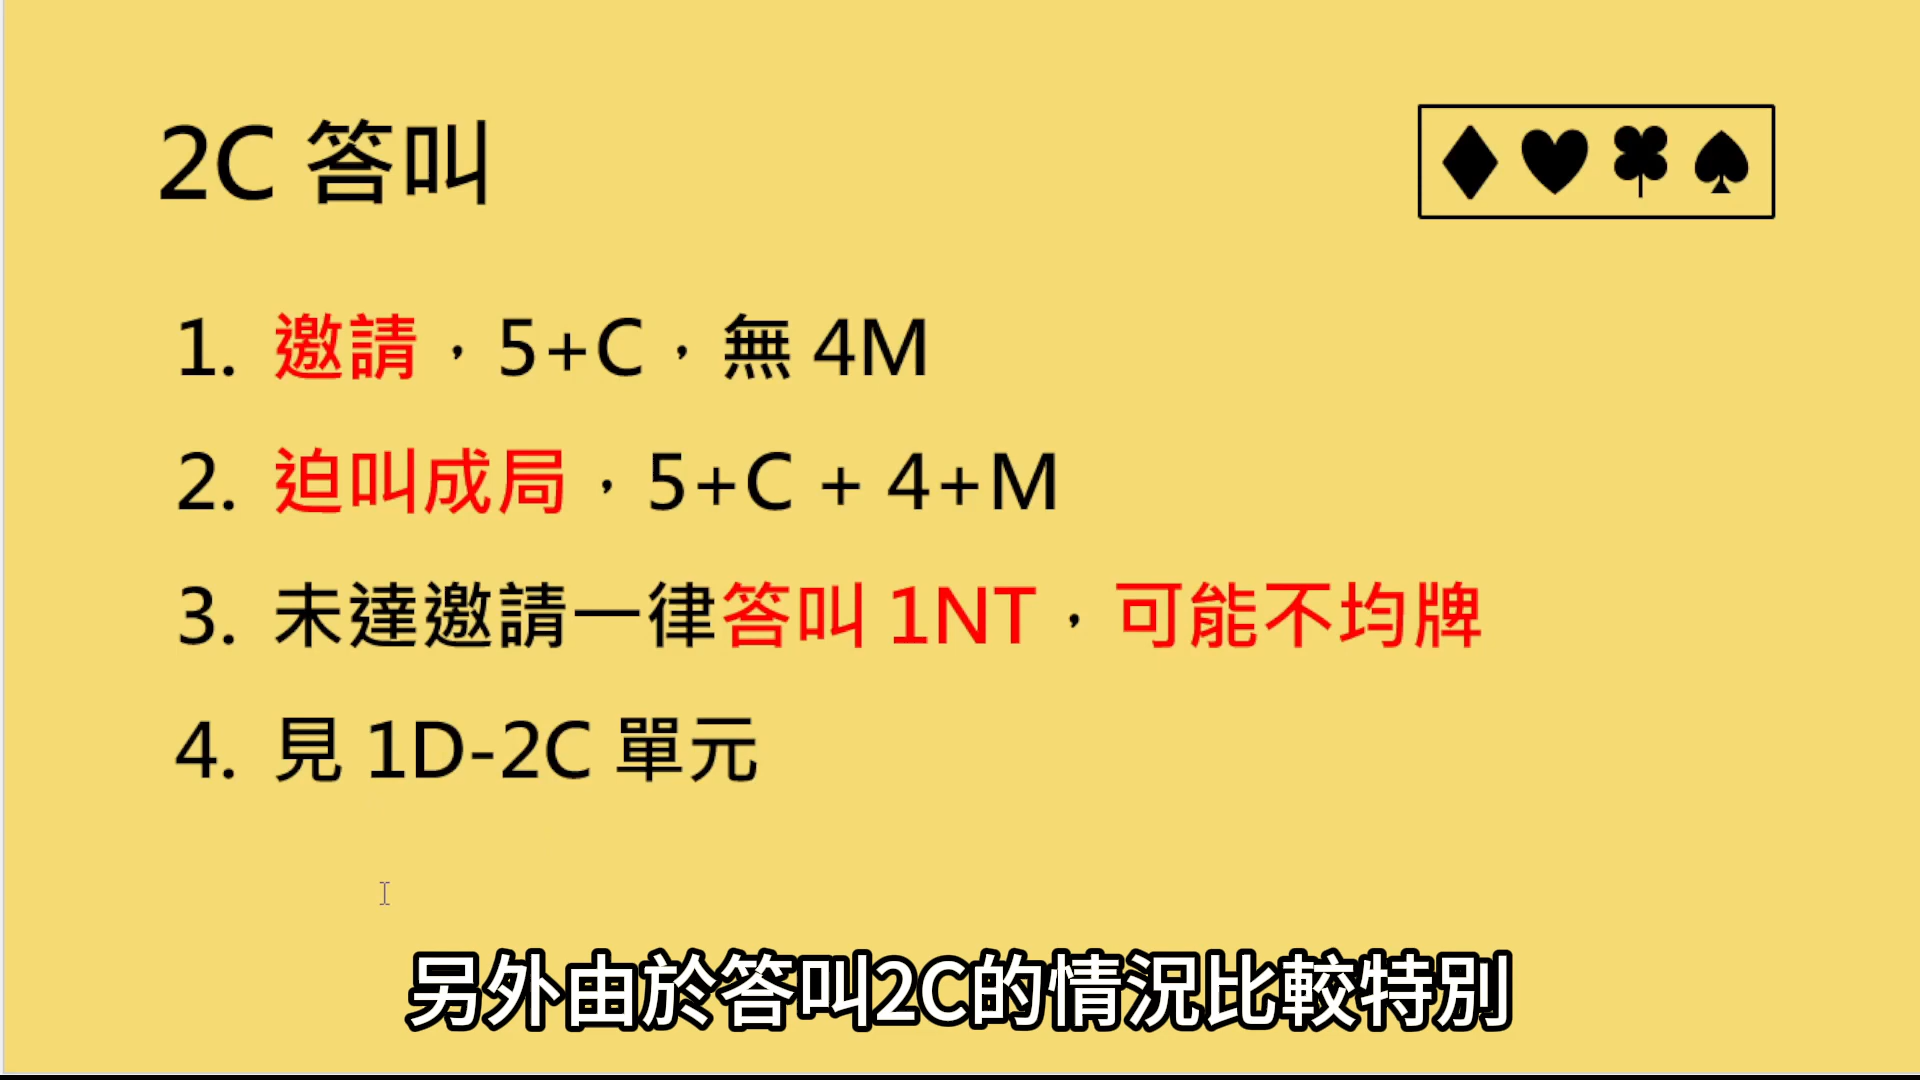 2C 答叫
1. 邀請，5+C，無 4M
2. 迫叫成局，5+C + 4+M
3. 未達邀請一律答叫 1NT，可能不均牌
4. 見 1D-2C 單元
另外由於答叫2C的情況比較特別